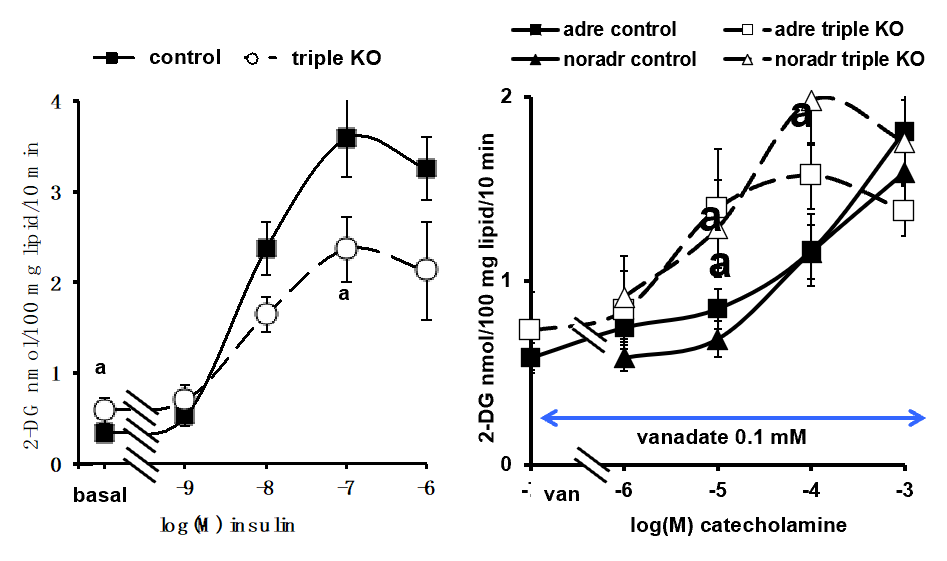 control
triple KO
adre control
adre triple KO
noradr control
noradr triple KO
2-DG nmol/100 mg lipid/10 min
4
3
2
1
0
a
a
basal
-9
-8
-7
-6
log(M) insulin
2-DG nmol/100 mg lipid/10 min
2
1
0
a
a
a
vanadate 0.1 mM
-
van
-6
-5
-4
-3
log(M) catecholamine